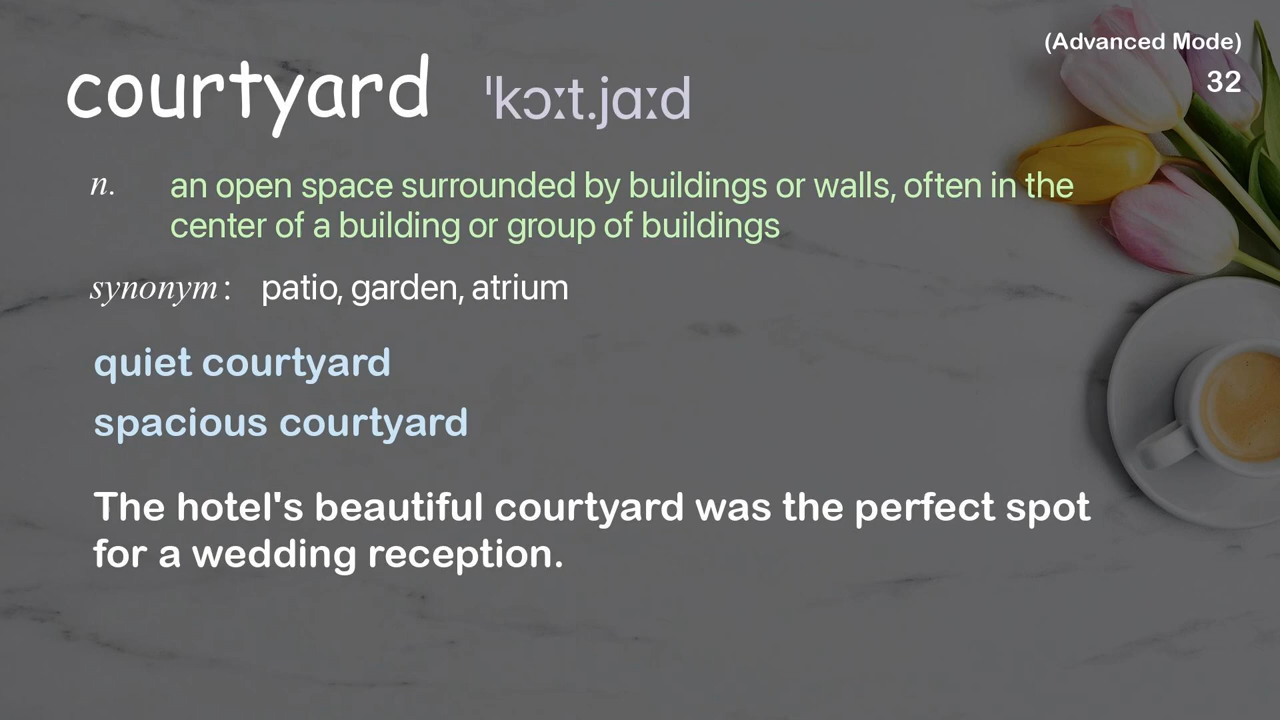 (Advanced Mode)
32
courtyard ˈkɔːt.jɑːd
n. an open space surrounded by buildings or walls, often in the
center of a building or group of buildings
synonym: patio, garden, atrium
quiet courtyard
spacious courtyard
The hotel's beautiful courtyard was the perfect spot
for a wedding reception.